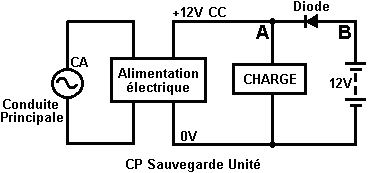 Diode
+12V CC
A
B
CA
Alimentation
électrique
CHARGE
12V
Conduite
Principale
0V
CP Sauvegarde Unité